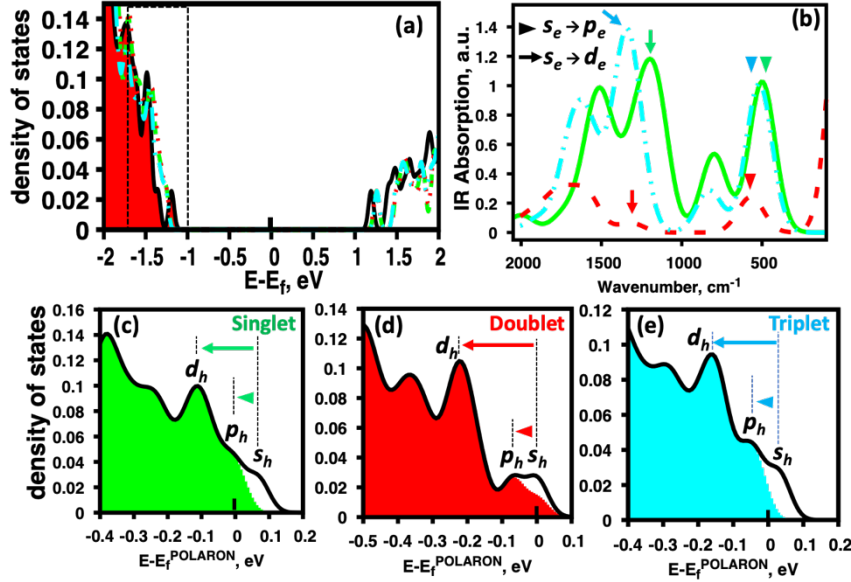 (a)
density of states
0.14
0.12
0.1
0.08
0.06
0.04
0.02
0
-2 -1.5 -1 -0.5 0 0.5 1 1.5 2
E-Ef, eV
(b)
se→pe
se→de
IR Absorption, a.u.
1.4
1.2
1
0.8
0.6
0.4
0.2
0
2000 1500 1000 500
Wavenumber, cm-1
(c)
Singlet
density of states
0.16
0.14
0.12
0.1
0.08
0.06
0.04
0.02
0
dh
ph
sh
-0.4 -0.3 -0.2 -0.1 0 0.1 0.2
E-EfPOLARON, eV
(d)
Doublet
0.14
0.12
0.1
0.08
0.06
0.04
0.02
0
dh
ph sh
-0.5 -0.4 -0.3 -0.2 -0.1 0 0.1
E-EfPOLARON, eV
(e)
Triplet
0.12
0.1
0.08
0.06
0.04
0.02
0
dh
ph
sh
-0.4 -0.3 -0.2 -0.1 0 0.1 0.2
E-EfPOLARON, eV